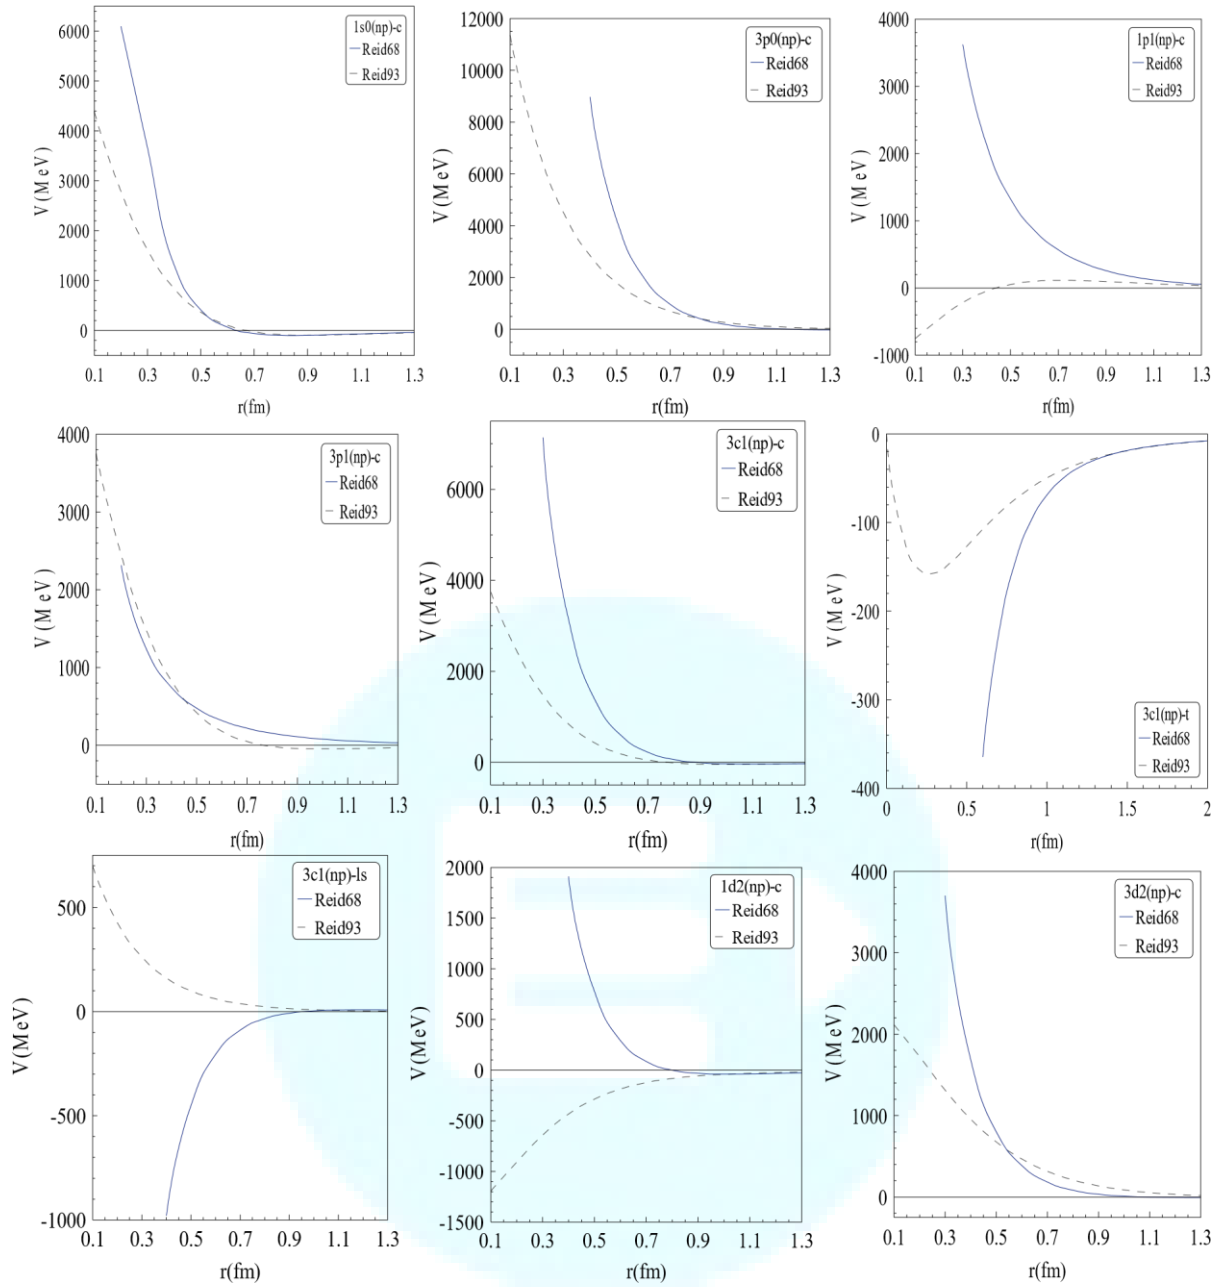 1s0(np)-c
Reid68
Reid93
V(MeV)
6000
5000
4000
3000
2000
1000
0
0.1 0.3 0.5 0.7 0.9 1.1 1.3
r(fm)
3p0(np)-c
Reid68
Reid93
V(MeV)
12000
10000
8000
6000
4000
2000
0
0.1 0.3 0.5 0.7 0.9 1.1 1.3
r(fm)
1p1(np)-c
Reid68
Reid93
V(MeV)
4000
3000
2000
1000
0
-1000
0.1 0.3 0.5 0.7 0.9 1.1 1.3
r(fm)
3p1(np)-c
Reid68
Reid93
V(MeV)
4000
3000
2000
1000
0
0.1 0.3 0.5 0.7 0.9 1.1 1.3
r(fm)
3c1(np)-c
Reid68
Reid93
V(MeV)
6000
4000
2000
0
0.1 0.3 0.5 0.7 0.9 1.1 1.3
r(fm)
3c1(np)-t
Reid68
Reid93
V(MeV)
0
-100
-200
-300
-400
0 0.5 1 1.5 2
r(fm)
3c1(np)-ls
Reid68
Reid93
V(MeV)
500
0
-500
-1000
0.1 0.3 0.5 0.7 0.9 1.1 1.3
r(fm)
1d2(np)-c
Reid68
Reid93
V(MeV)
2000
1500
1000
500
0
-500
-1000
-1500
0.1 0.3 0.5 0.7 0.9 1.1 1.3
r(fm)
3d2(np)-c
Reid68
Reid93
V(MeV)
4000
3000
2000
1000
0
0.1 0.3 0.5 0.7 0.9 1.1 1.3
r(fm)